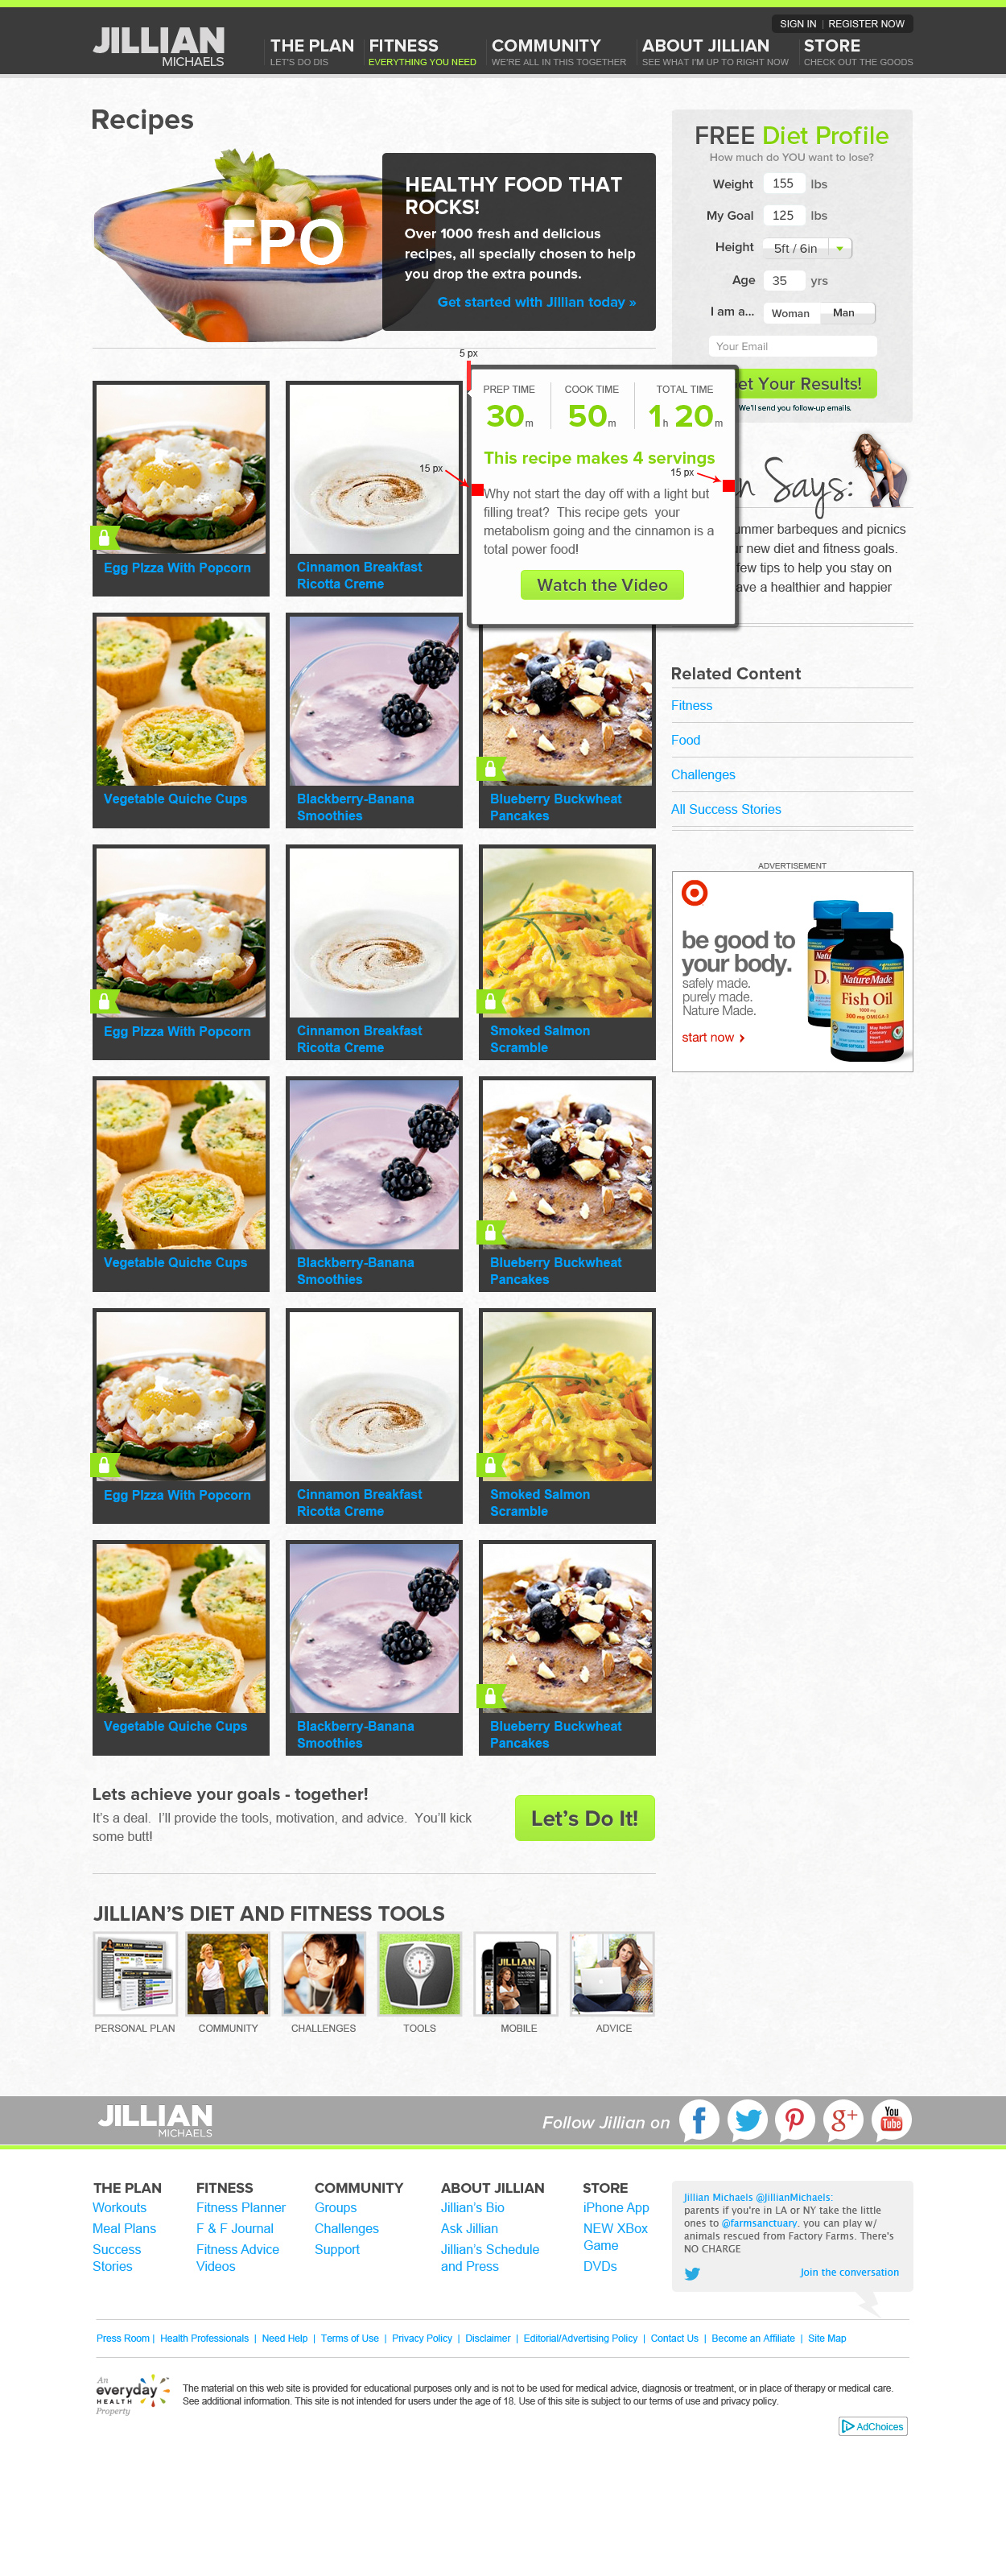 SIGN IN | REGISTER NOW
JILLIAN
MICHAELS
THE PLAN
LET'S DO DIS
FITNESS
EVERYTHING YOU NEED
COMMUNITY
WE'RE ALL IN THIS TOGETHER
ABOUT JILLIAN
SEE WHAT I'M UP TO RIGHT NOW
STORE
CHECK OUT THE GOODS
Recipes
FPO
HEALTHY FOOD THAT
ROCKS!
Over 1000 fresh and delicious
recipes, all specially chosen to help
you drop the extra pounds.
Get started with Jillian today »
FREE Diet Profile
How much do YOU want to lose?
Weight 155 lbs
My Goal 125 lbs
Height 5ft / 6in
Age 35 yrs
I am a... Woman Man
Your Email
et Your Results!
We'll send you follow-up emails.
5 px
PREP TIME
30m
COOK TIME
50m
TOTAL TIME
1h 20m
This recipe makes 4 servings
15 px
15 px
Why not start the day off with a light but
filling treat?  This recipe gets  your
metabolism going and the cinnamon is a
total power food!
Watch the Video
n Says:
ummer barbeques and picnics
r new diet and fitness goals.
few tips to help you stay on
ave a healthier and happier
Egg PIzza With Popcorn
Cinnamon Breakfast
Ricotta Creme
Vegetable Quiche Cups
Blackberry-Banana
Smoothies
Blueberry Buckwheat
Pancakes
Related Content
Fitness
Food
Challenges
All Success Stories
ADVERTISEMENT
be good to
your body.
safely made.
purely made.
Nature Made.
start now
Nature Made
Fish Oil
1000 mg
300 mg OMEGA-3
Egg PIzza With Popcorn
Cinnamon Breakfast
Ricotta Creme
Smoked Salmon
Scramble
Vegetable Quiche Cups
Blackberry-Banana
Smoothies
Blueberry Buckwheat
Pancakes
Egg PIzza With Popcorn
Cinnamon Breakfast
Ricotta Creme
Smoked Salmon
Scramble
Vegetable Quiche Cups
Blackberry-Banana
Smoothies
Blueberry Buckwheat
Pancakes
Lets achieve your goals - together!
It's a deal.  I'll provide the tools, motivation, and advice.  You'll kick
some butt!
Let's Do It!
JILLIAN'S DIET AND FITNESS TOOLS
JILLIAN
PERSONAL PLAN
COMMUNITY
CHALLENGES
TOOLS
MOBILE
ADVICE
JILLIAN
MICHAELS
Follow Jillian on
f
g+
You
Tube
THE PLAN
Workouts
Meal Plans
Success
Stories
FITNESS
Fitness Planner
F & F Journal
Fitness Advice
Videos
COMMUNITY
Groups
Challenges
Support
ABOUT JILLIAN
Jillian's Bio
Ask Jillian
Jillian's Schedule
and Press
STORE
iPhone App
NEW XBox
Game
DVDs
Jillian Michaels @JillianMichaels:
parents if you're in LA or NY take the little
ones to @farmsanctuary. you can play w/
animals rescued from Factory Farms. There's
NO CHARGE
Join the conversation
Press Room | Health Professionals | Need Help | Terms of Use | Privacy Policy | Disclaimer | Editorial/Advertising Policy | Contact Us | Become an Affiliate | Site Map
An
everyday
HEALTH
Property
The material on this web site is provided for educational purposes only and is not to be used for medical advice, diagnosis or treatment, or in place of therapy or medical care.
See additional information. This site is not intended for users under the age of 18. Use of this site is subject to our terms of use and privacy policy.
AdChoices